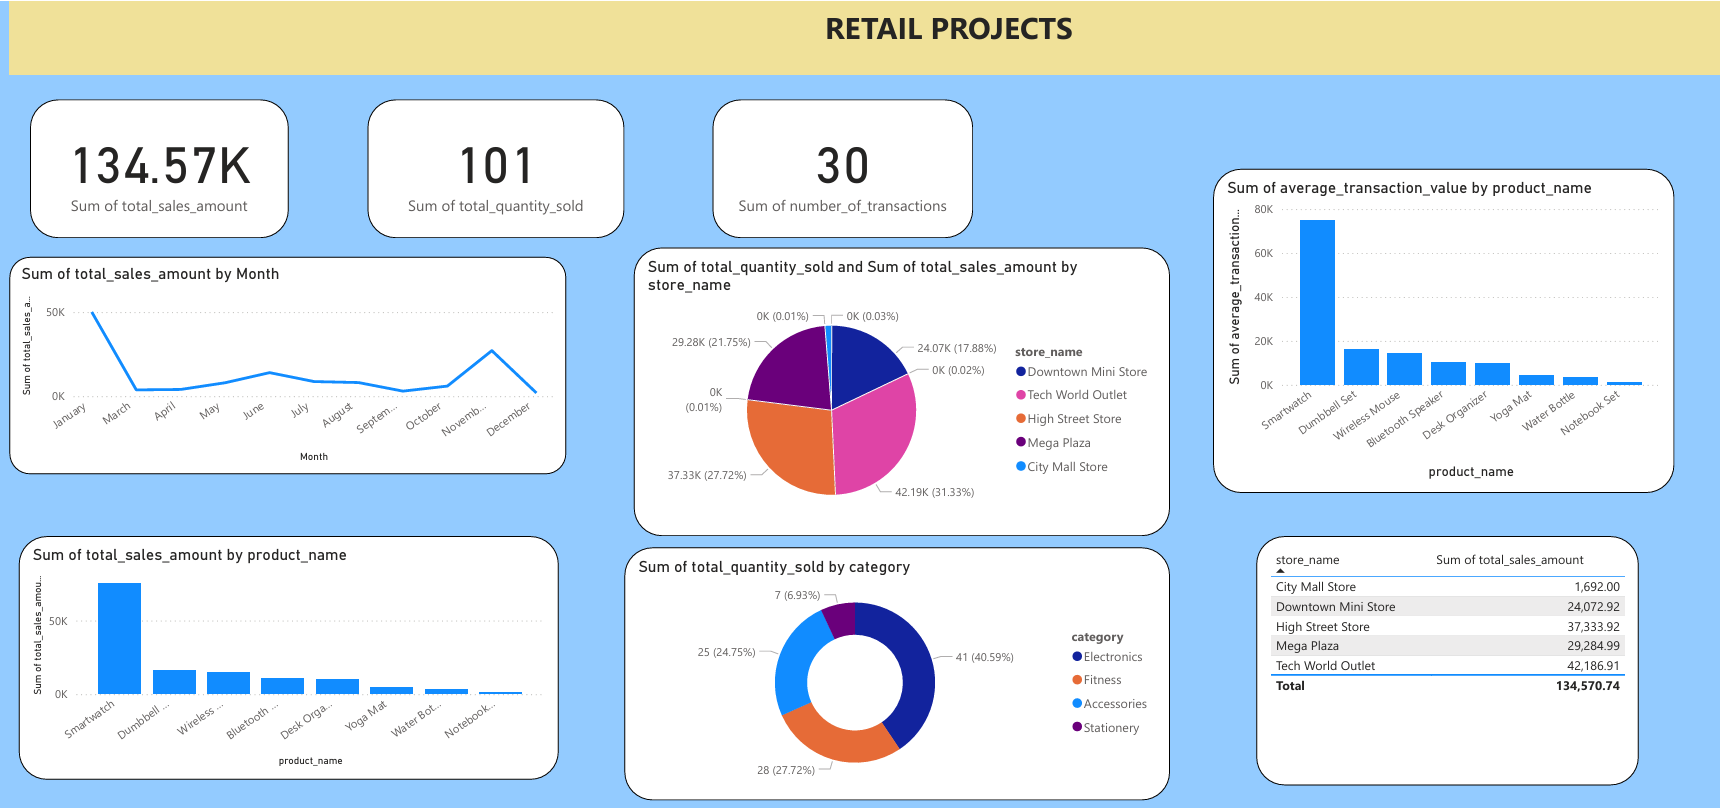 RETAIL PROJECTS
134.57K
Sum of total_sales_amount
101
Sum of total_quantity_sold
30
Sum of number_of_transactions
Sum of average_transaction_value by product_name
Sum of average_transaction...
80K
60K
40K
20K
0K
Smartwatch
Dumbbell Set
Wireless Mouse
Bluetooth Speaker
Desk Organizer
Yoga Mat
Water Bottle
Notebook Set
product_name
Sum of total_sales_amount by Month
Sum of total_sales_a...
50K
0K
January
March
April
May
June
July
August
Septem...
October
Novemb...
December
Month
Sum of total_quantity_sold and Sum of total_sales_amount by
store_name
0K (0.01%)
0K (0.03%)
29.28K (21.75%)
24.07K (17.88%)
0K (0.02%)
0K
(0.01%)
37.33K (27.72%)
42.19K (31.33%)
store_name
Downtown Mini Store
Tech World Outlet
High Street Store
Mega Plaza
City Mall Store
Sum of total_sales_amount by product_name
Sum of total_sales_amou...
50K
0K
Smartwatch
Dumbbell ...
Wireless ...
Bluetooth ...
Desk Orga...
Yoga Mat
Water Bot...
Notebook...
product_name
Sum of total_quantity_sold by category
7 (6.93%)
25 (24.75%)
41 (40.59%)
28 (27.72%)
category
Electronics
Fitness
Accessories
Stationery
store_name Sum of total_sales_amount
City Mall Store 1,692.00
Downtown Mini Store 24,072.92
High Street Store 37,333.92
Mega Plaza 29,284.99
Tech World Outlet 42,186.91
Total 134,570.74